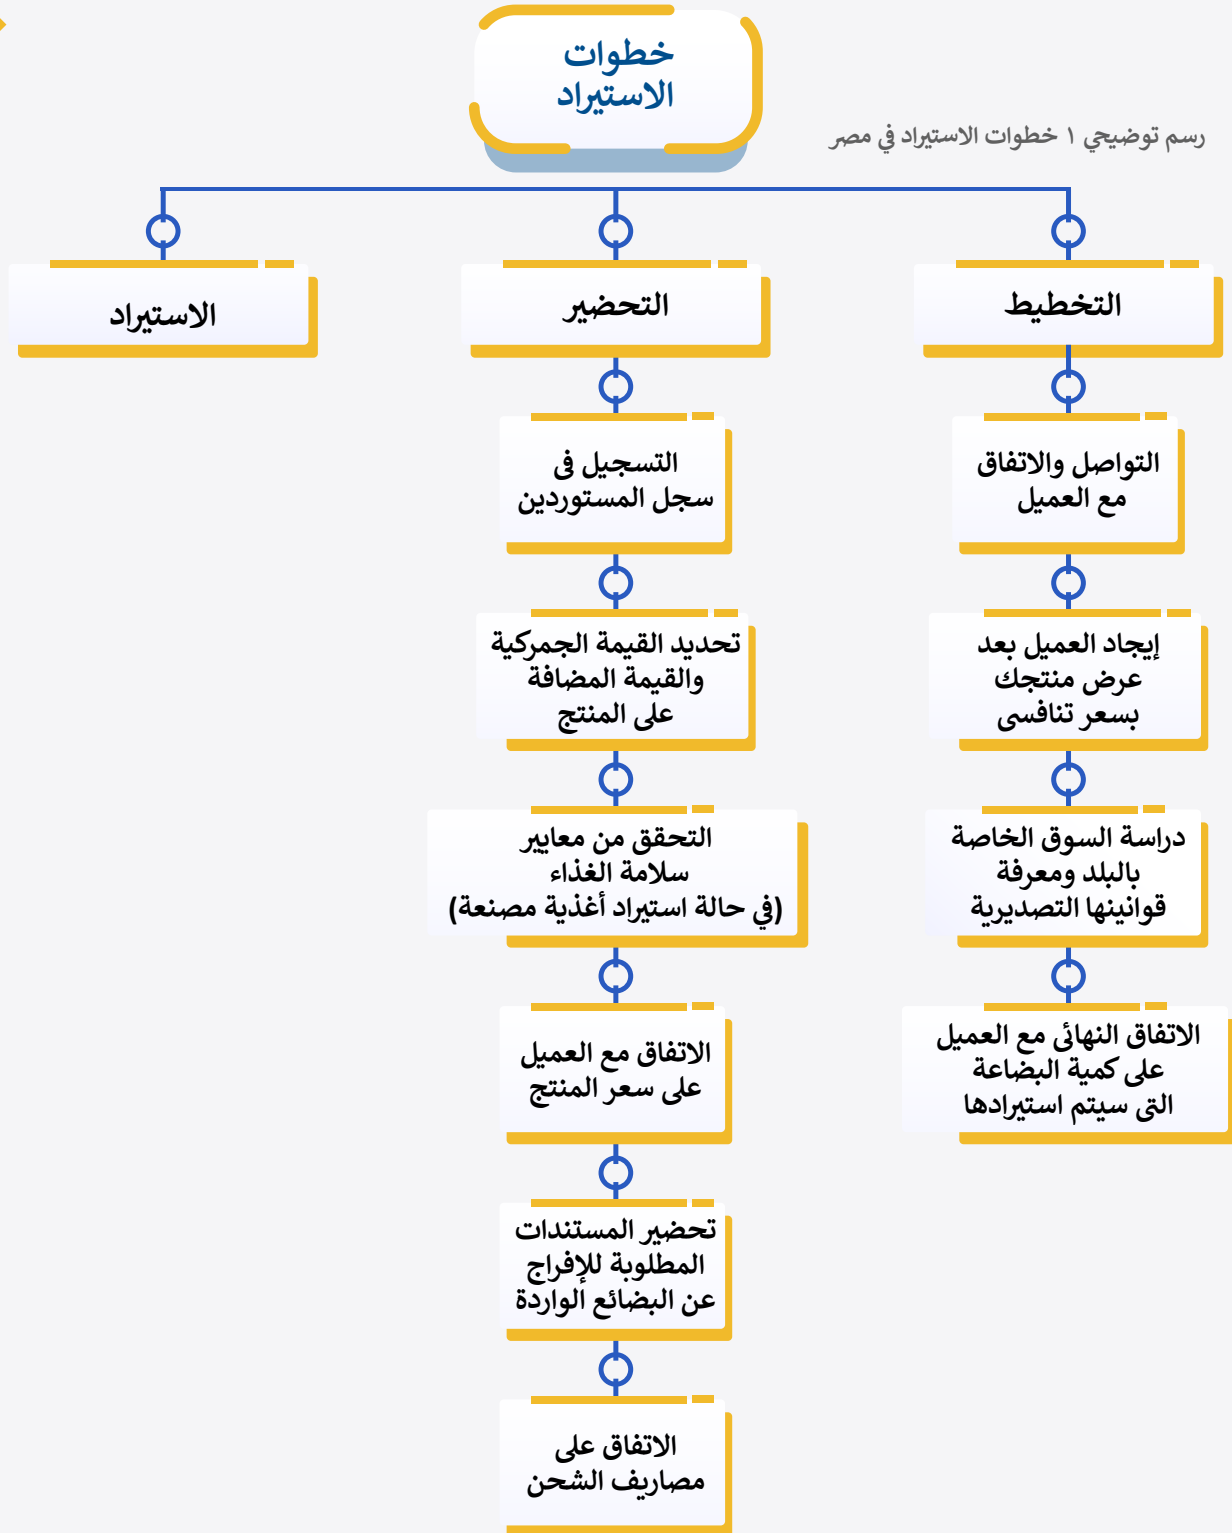 خطوات
الاستيراد
رسم توضيحي ١ خطوات الاستيراد في مصر
التخطيط
التواصل والاتفاق
مع العميل
إيجاد العميل بعد
عرض منتجك
بسعر تنافسى
دراسة السوق الخاصة
بالبلد ومعرفة
قوانينها التصديرية
الاتفاق النهائى مع العميل
على كمية البضاعة
التى سيتم استيرادها
التحضير
التسجيل فى
سجل المستوردين
تحديد القيمة الجمركية
والقيمة المضافة
على المنتج
التحقق من معايير
سلامة الغذاء
(في حالة استيراد أغذية مصنعة)
الاتفاق مع العميل
على سعر المنتج
تحضير المستندات
المطلوبة للإفراج
عن البضائع الواردة
الاتفاق على
مصاريف الشحن
الاستيراد